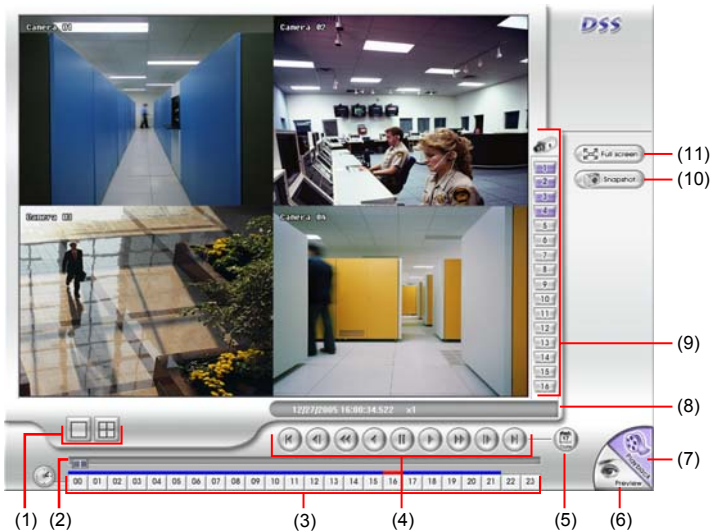 Camera 01
Camera 02
DSS
Full screen
(11)
Snapshot
(10)
1
2
3
4
5
6
7
8
9
10
11
12
13
14
15
16
(9)
Camera 03
Camera 04
12/27/2005 16:00:34.522 x1
(8)
Playback
(7)
Preview
00 01 02 03 04 05 06 07 08 09 10 11 12 13 14 15 16 17 18 19 20 21 22 23
(1) (2) (3) (4) (5) (6)